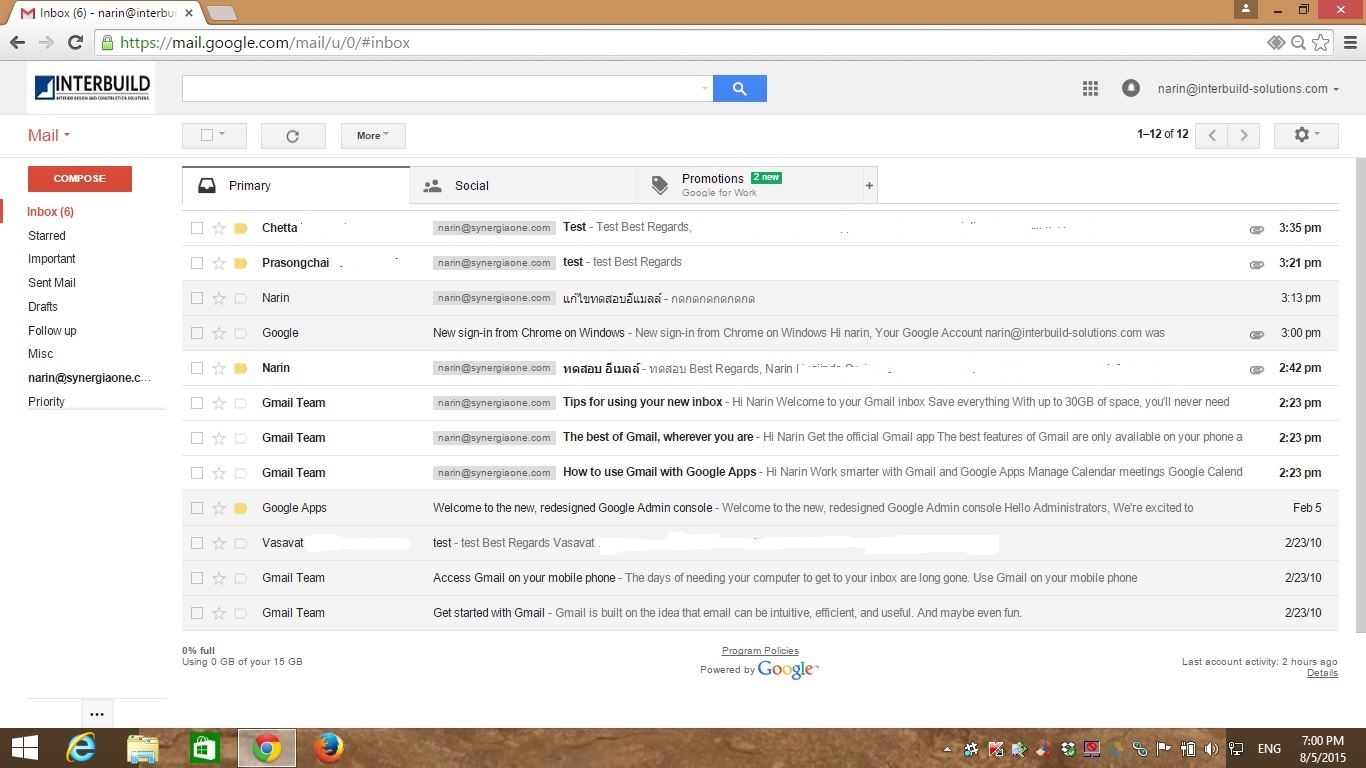 Inbox (6) - narin@interbu
https://mail.google.com/mail/u/0/#inbox
INTERBUILD
INTERIOR DESIGN AND CONSTRUCTION SOLUTIONS
narin@interbuild-solutions.com
Mail
More
1–12 of 12
COMPOSE
Primary
Social
Promotions 2 new
Google for Work
Inbox (6)
Starred
Important
Sent Mail
Drafts
Follow up
Misc
narin@synergiaone.c...
Priority
Chetta narin@synergiaone.com Test - Test Best Regards, 3:35 pm
Prasongchai narin@synergiaone.com test - test Best Regards 3:21 pm
Narin narin@synergiaone.com แก้ไขทดสอบอีแมลล์ - กดกดกดกดกดกด 3:13 pm
Google New sign-in from Chrome on Windows - New sign-in from Chrome on Windows Hi narin, Your Google Account narin@interbuild-solutions.com was 3:00 pm
Narin narin@synergiaone.com ทดสอบ อีเมลล์ - ทดสอบ Best Regards, Narin 2:42 pm
Gmail Team narin@synergiaone.com Tips for using your new inbox - Hi Narin Welcome to your Gmail inbox Save everything With up to 30GB of space, you'll never need 2:23 pm
Gmail Team narin@synergiaone.com The best of Gmail, wherever you are - Hi Narin Get the official Gmail app The best features of Gmail are only available on your phone a 2:23 pm
Gmail Team narin@synergiaone.com How to use Gmail with Google Apps - Hi Narin Work smarter with Gmail and Google Apps Manage Calendar meetings Google Calend 2:23 pm
Google Apps Welcome to the new, redesigned Google Admin console - Welcome to the new, redesigned Google Admin console Hello Administrators, We're excited to Feb 5
Vasavat test - test Best Regards Vasavat 2/23/10
Gmail Team Access Gmail on your mobile phone - The days of needing your computer to get to your inbox are long gone. Use Gmail on your mobile phone 2/23/10
Gmail Team Get started with Gmail - Gmail is built on the idea that email can be intuitive, efficient, and useful. And maybe even fun. 2/23/10
0% full
Using 0 GB of your 15 GB
Program Policies
Powered by Google™
Last account activity: 2 hours ago
Details
ENG
7:00 PM
8/5/2015